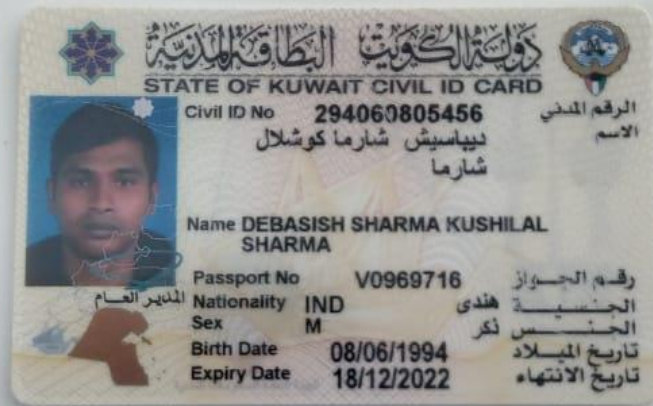 دولة الكويت البطاقة المدنية
STATE OF KUWAIT CIVIL ID CARD
Civil ID No 294060805456 الرقم المدني
ديباسيش شارما كوشلال الاسم
شارما
Name DEBASISH SHARMA KUSHILAL
SHARMA
Passport No V0969716 رقم الجواز
المدير العام
Nationality IND هندى الجنسية
Sex M ذكر الجنس
Birth Date 08/06/1994 تاريخ الميلاد
Expiry Date 18/12/2022 تاريخ الانتهاء